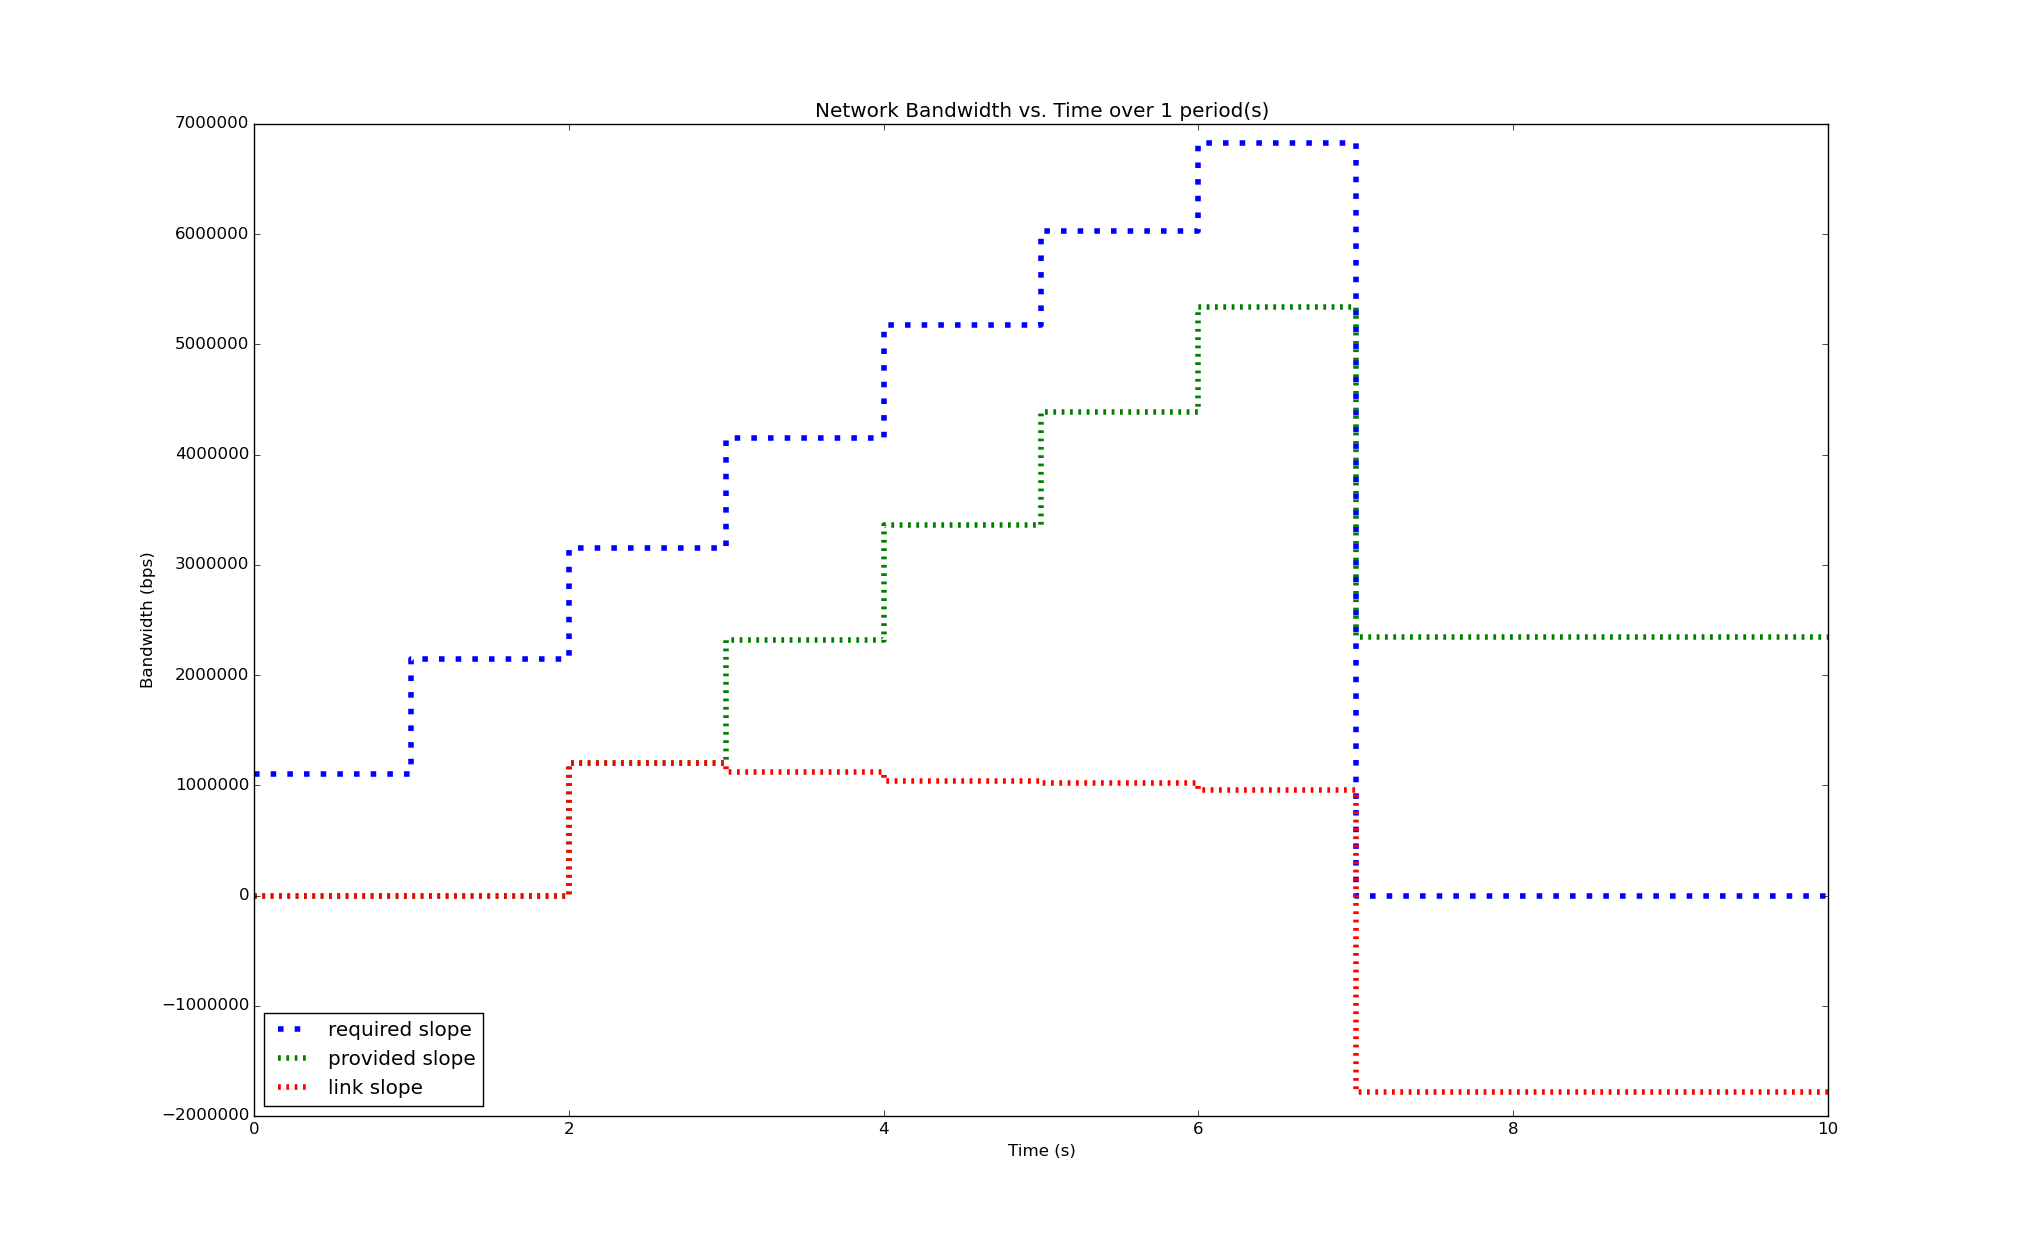 Network Bandwidth vs. Time over 1 period(s)
7000000
6000000
5000000
4000000
3000000
2000000
1000000
0
−1000000
−2000000
Bandwidth (bps)
required slope
provided slope
link slope
0 2 4 6 8 10
Time (s)